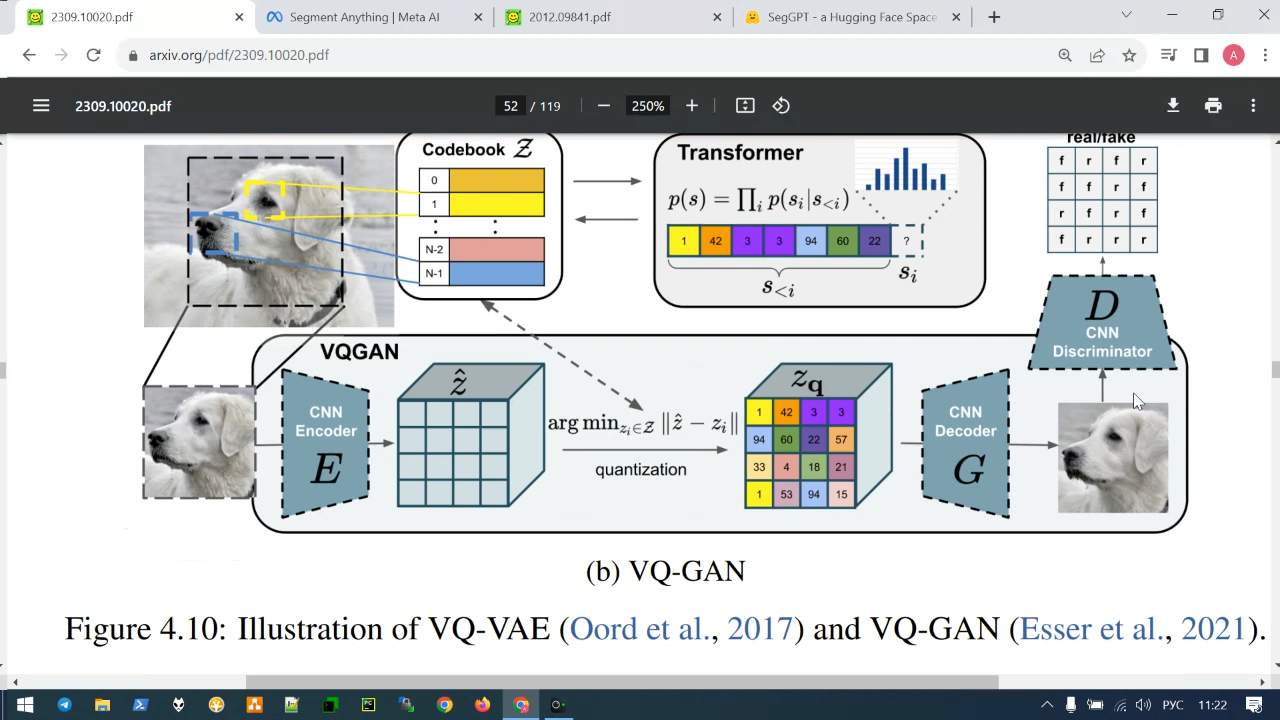 2309.10020.pdf
Segment Anything | Meta AI
2012.09841.pdf
SegGPT - a Hugging Face Space
arxiv.org/pdf/2309.10020.pdf
A
2309.10020.pdf
52 / 119
250%
real/fake
Codebook Z
0
1
N-2
N-1
Transformer
p(s) = ∏i p(si|s<i)
1 42 3 3 94 60 22 ?
s<i
si
f r f r
f f r f
r f r r
f f r r
D
CNN
Discriminator
VQGAN
CNN
Encoder
E
ẑ
arg min zi∈Z ‖ẑ − zi‖
quantization
zq
1 42 3 3
94 60 22 57
33 4 18 21
1 53 94 15
CNN
Decoder
G
(b) VQ-GAN
Figure 4.10: Illustration of VQ-VAE (Oord et al., 2017) and VQ-GAN (Esser et al., 2021).
РУС
11:22